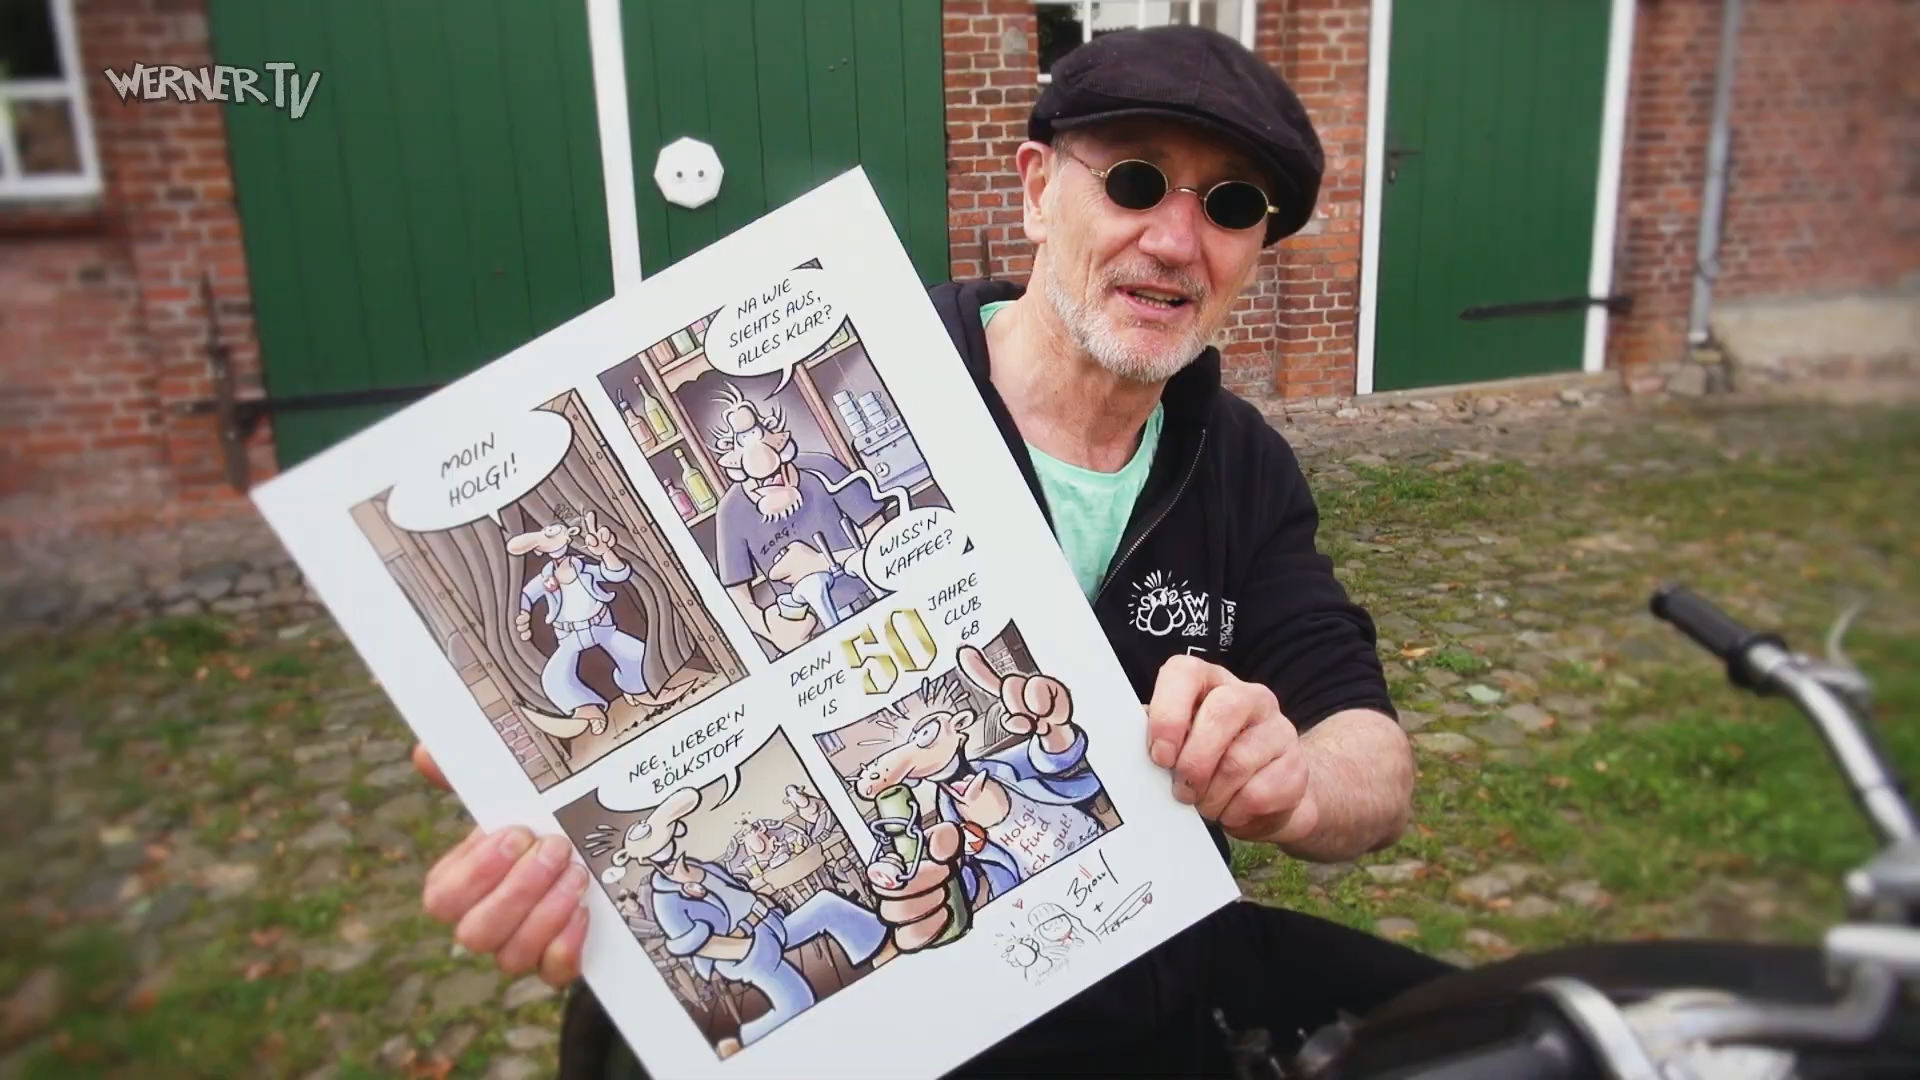 WERNER TV
MOIN
HOLGI!
NA WIE
SIEHTS AUS,
ALLES KLAR?
ZORG!
WISS'N
KAFFEE?
NEE, LIEBER'N
BÖLKSTOFF
DENN
HEUTE
IS
50
JAHRE
CLUB
68
Holgi
find
ich gut!